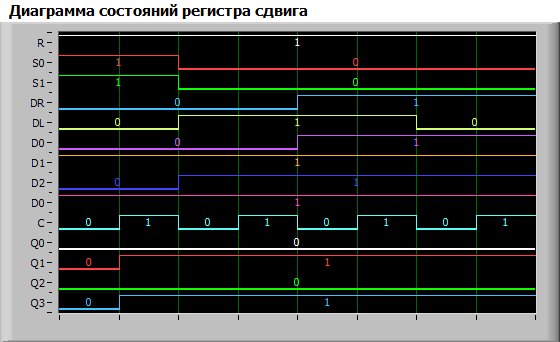 Диаграмма состояний регистра сдвига
R 1
S0 1 0
S1 1 0
DR 0 1
DL 0 1 0
D0 0 1
D1 1
D2 0 1
D0 1
C 0 1 0 1 0 1 0 1
Q0 0
Q1 0 1
Q2 0
Q3 0 1